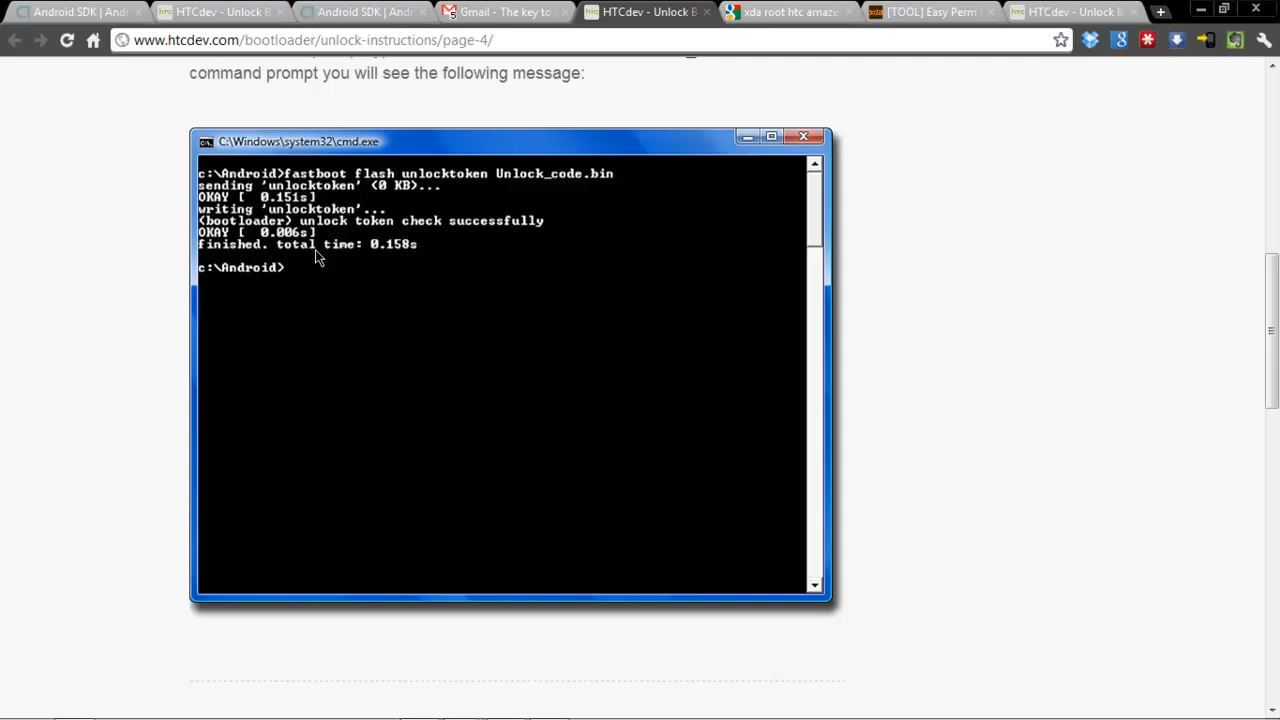 Android SDK | Andro
HTCdev - Unlock B
Android SDK | Andro
Gmail - The key to
HTCdev - Unlock B
xda root htc amaze
[TOOL] Easy Perm
HTCdev - Unlock B
www.htcdev.com/bootloader/unlock-instructions/page-4/
command prompt you will see the following message:
C:\Windows\system32\cmd.exe
c:\Android>fastboot flash unlocktoken Unlock_code.bin
sending 'unlocktoken' (0 KB)...
OKAY [  0.151s]
writing 'unlocktoken'...
(bootloader) unlock token check successfully
OKAY [  0.006s]
finished. total time: 0.158s
c:\Android>